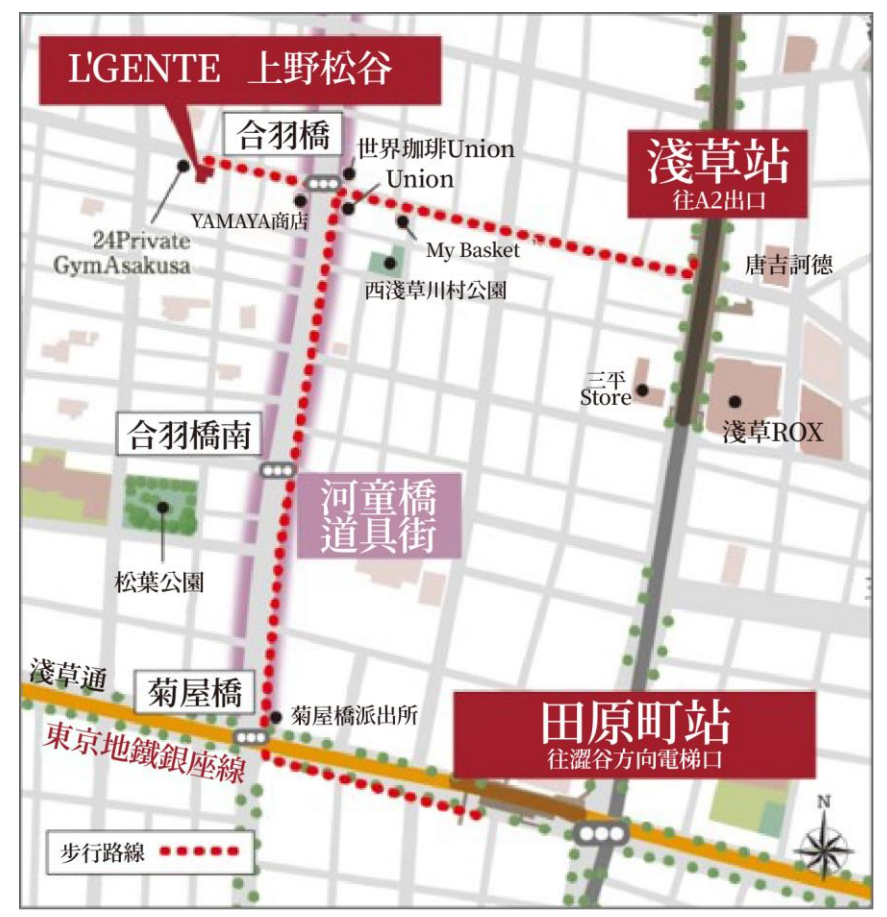 L'GENTE 上野松谷
合羽橋
世界珈琲Union
Union
淺草站
往A2出口
YAMAYA商店
24Private
GymAsakusa
My Basket
西淺草川村公園
唐吉訶德
三平
Store
淺草ROX
合羽橋南
河童橋
道具街
松葉公園
淺草通
菊屋橋
菊屋橋派出所
田原町站
往澀谷方向電梯口
東京地鐵銀座線
N
步行路線